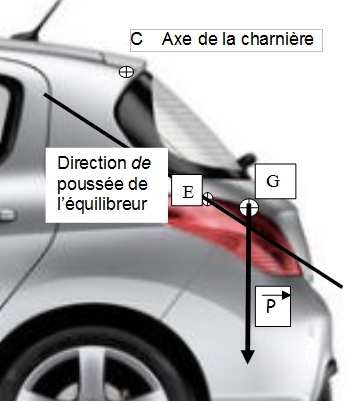 C Axe de la charnière
Direction de
poussée de
l'équilibreur
E
G
P